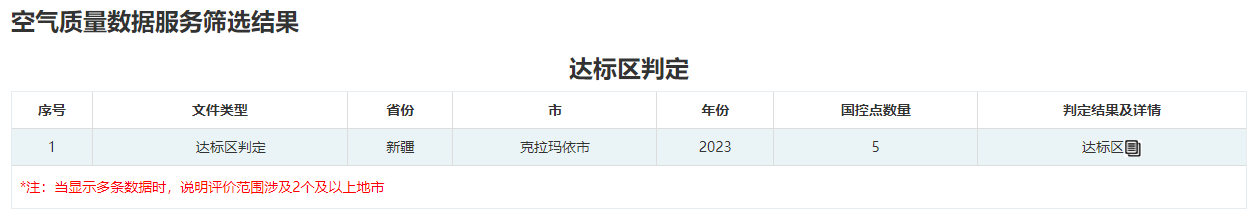 空气质量数据服务筛选结果
达标区判定
序号 文件类型 省份 市 年份 国控点数量 判定结果及详情
1 达标区判定 新疆 克拉玛依市 2023 5 达标区
*注：当显示多条数据时，说明评价范围涉及2个及以上地市